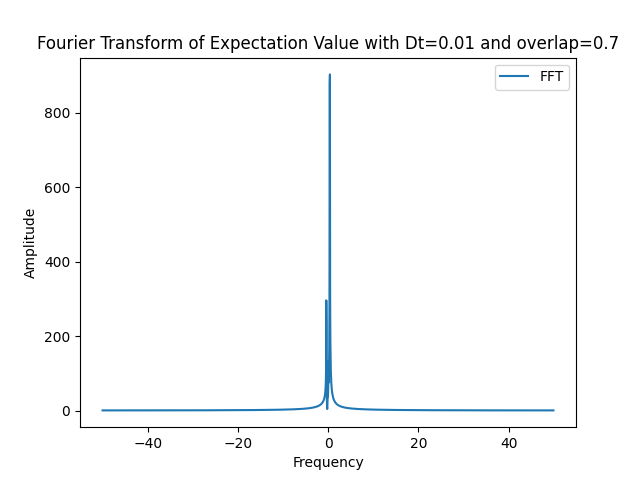 Fourier Transform of Expectation Value with Dt=0.01 and overlap=0.7
FFT
800
600
400
200
0
Amplitude
−40
−20
0
20
40
Frequency